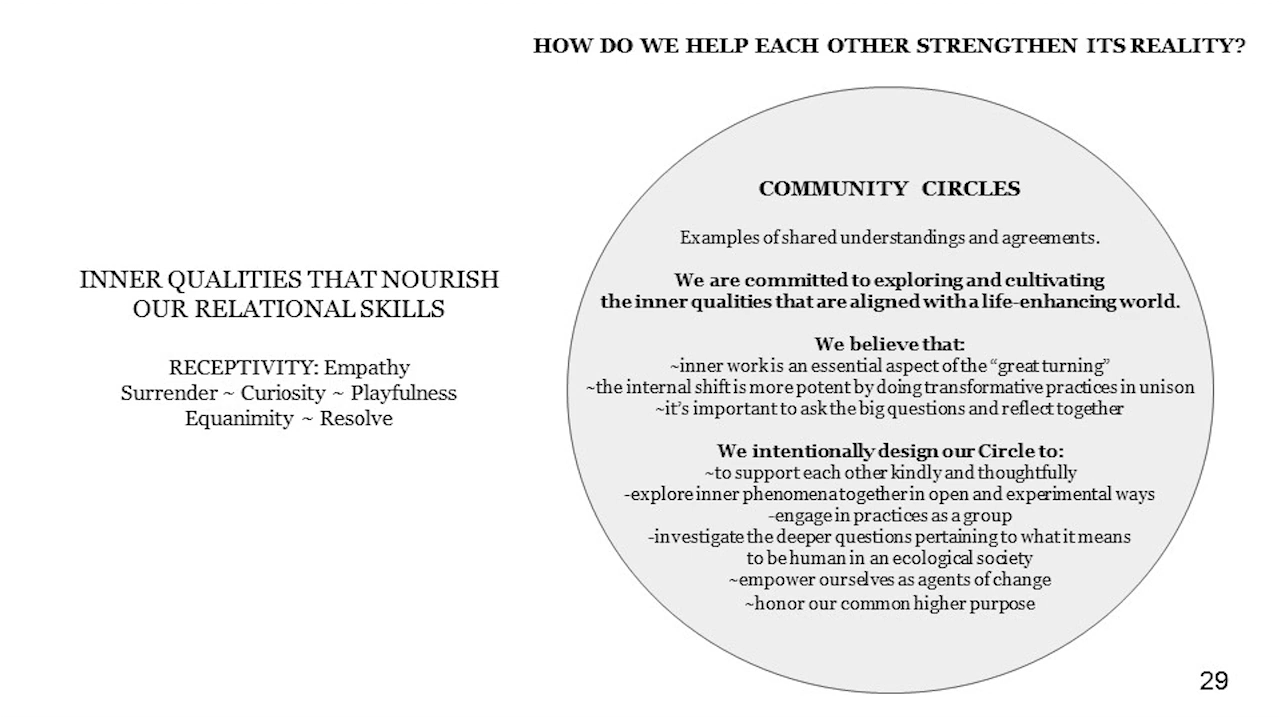 HOW DO WE HELP EACH OTHER STRENGTHEN ITS REALITY?
INNER QUALITIES THAT NOURISH
OUR RELATIONAL SKILLS
RECEPTIVITY: Empathy
Surrender ~ Curiosity ~ Playfulness
Equanimity ~ Resolve
COMMUNITY CIRCLES
Examples of shared understandings and agreements.
We are committed to exploring and cultivating
the inner qualities that are aligned with a life-enhancing world.
We believe that:
~inner work is an essential aspect of the “great turning”
~the internal shift is more potent by doing transformative practices in unison
~it’s important to ask the big questions and reflect together
We intentionally design our Circle to:
~to support each other kindly and thoughtfully
-explore inner phenomena together in open and experimental ways
-engage in practices as a group
-investigate the deeper questions pertaining to what it means
to be human in an ecological society
~empower ourselves as agents of change
~honor our common higher purpose
29